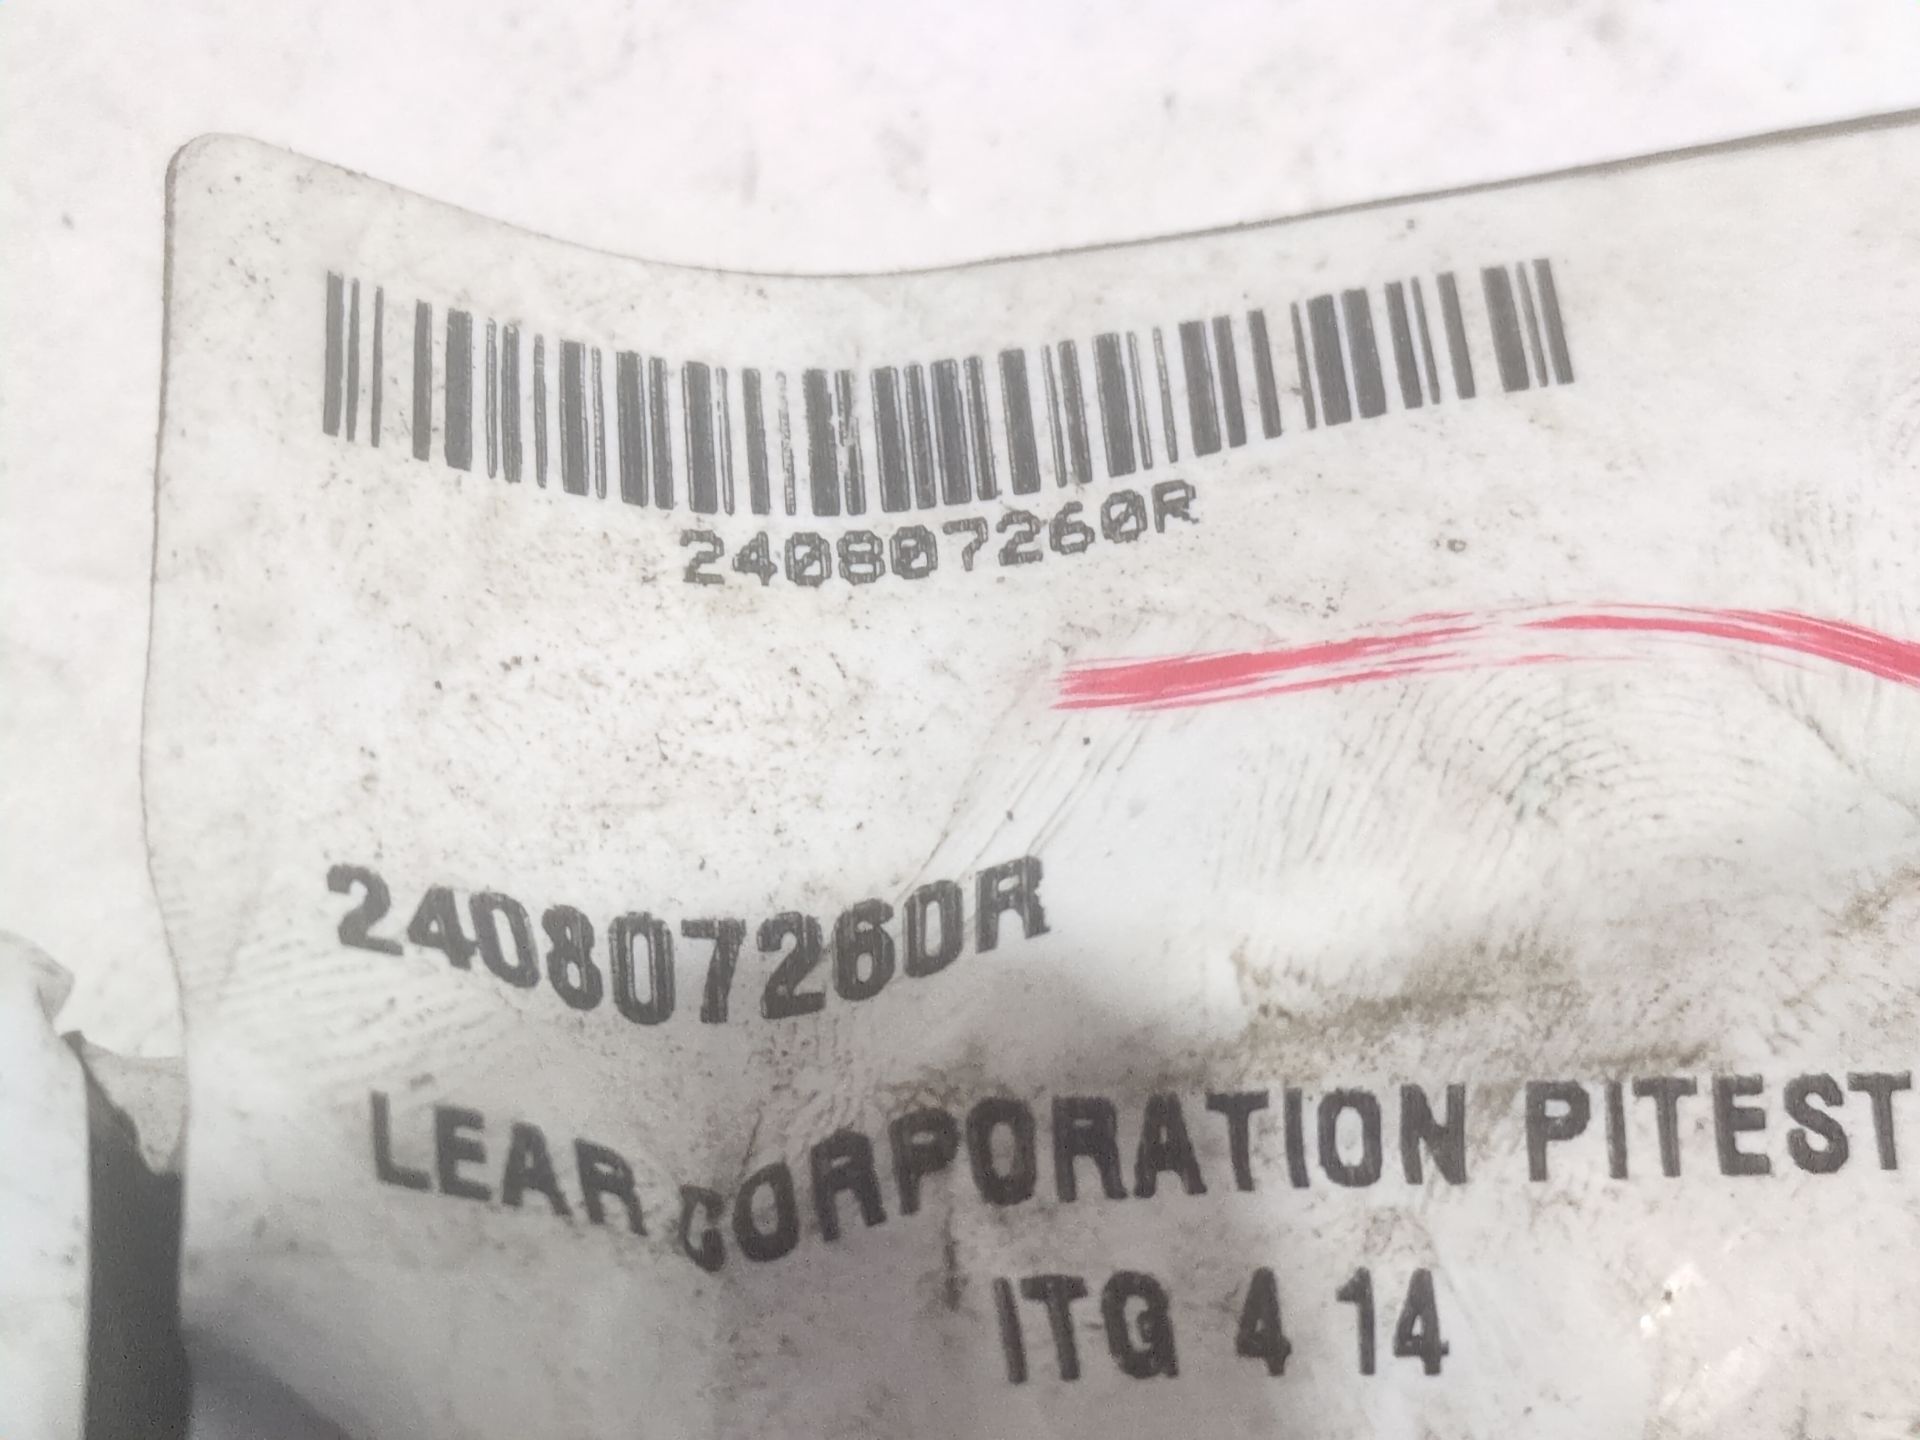 240807260R
240807260R
LEAR CORPORATION PITEST
ITG 4 14